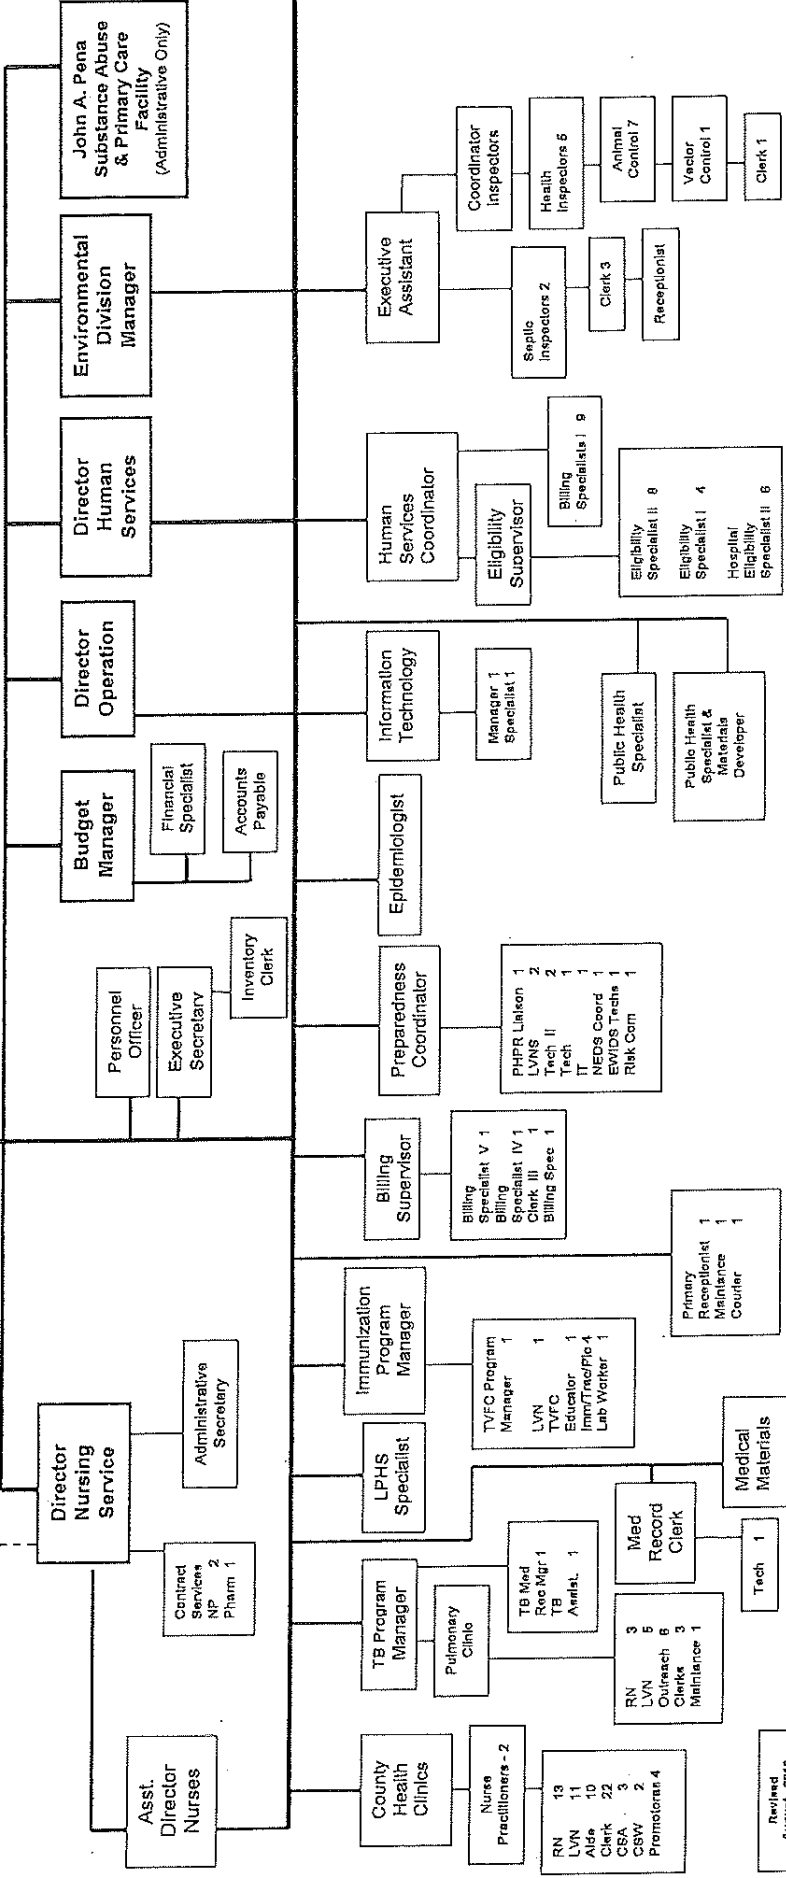 Director
Nursing
Service
Budget
Manager
Director
Operation
Director
Human
Services
Environmental
Division
Manager
John A. Pena
Substance Abuse
& Primary Care
Facility
(Administrative Only)
Asst.
Director
Nurses
Contract
Services
NP 2
Pharm 1
Administrative
Secretary
Personnel
Officer
Executive
Secretary
Inventory
Clerk
Financial
Specialist
Accounts
Payable
County
Health
Clinics
Nurse
Practitioners - 2
RN 13
LVN 11
Aide 10
Clerk 22
CSA 3
CSW 2
Promotoran 4
TB Program
Manager
Pulmonary
Clinic
TB Med
Rec Mgr 1
TB
Assist. 1
RN 3
LVN 5
Outreach 6
Clerks 3
Maintance 1
LPHS
Specialist
Med
Record
Clerk
Tech 1
Medical
Materials
Immunization
Program
Manager
TVFC Program
Manager 1
LVN 1
TVFC
Educator 1
Imm/Trac/Pic 4
Lab Worker 1
Primary
Receptionist 1
Maintance 1
Courier 1
Billing
Supervisor
Billing
Specialist V 1
Billing
Specialist IV 1
Clerk III 1
Billing Spec 1
Preparedness
Coordinator
PHPR Liaison 1
LVNS 2
Tech II 2
Tech 1
IT 1
NEDS Coord 1
EWIDS Techs 1
Risk Com 1
Epidemiologist
Information
Technology
Manager 1
Specialist 1
Public Health
Specialist
Public Health
Specialist &
Materials
Developer
Human
Services
Coordinator
Eligibility
Supervisor
Billing
Specialists I 9
Eligibility
Specialist II 8
Eligibility
Specialist I 4
Hospital
Eligibility
Specialist II 6
Executive
Assistant
Septic
Inspectors 2
Clerk 3
Receptionist
Coordinator
Inspectors
Health
Inspectors 5
Animal
Control 7
Vector
Control 1
Clerk 1
Revised